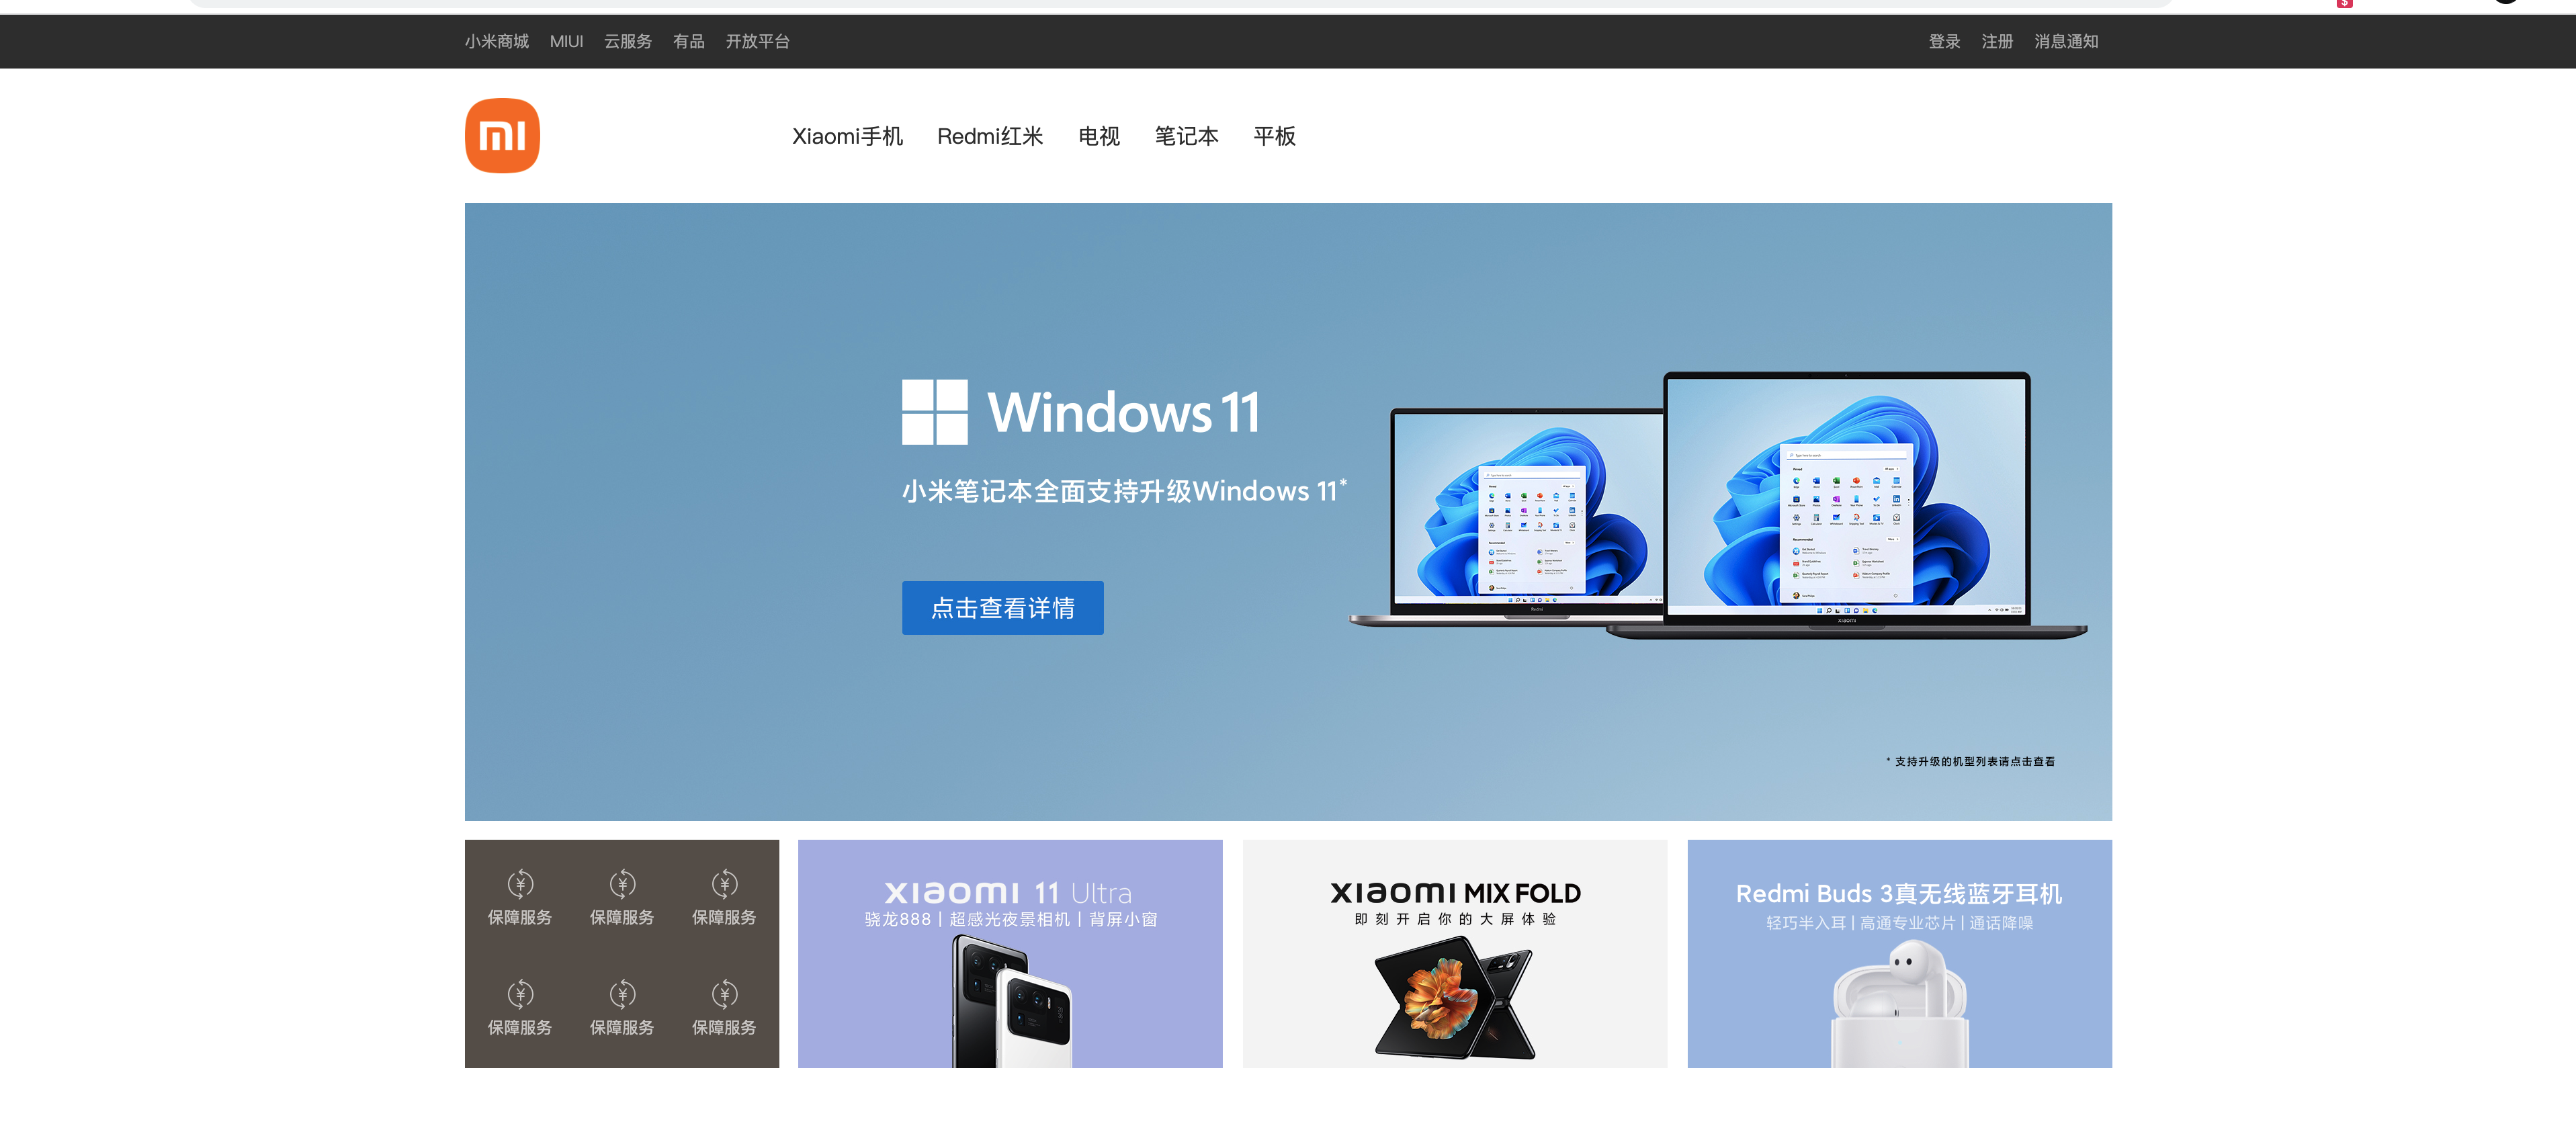 小米商城 MIUI 云服务 有品 开放平台 登录 注册 消息通知
Xiaomi手机 Redmi红米 电视 笔记本 平板
Windows 11
小米笔记本全面支持升级Windows 11*
点击查看详情
* 支持升级的机型列表请点击查看
保障服务 保障服务 保障服务
保障服务 保障服务 保障服务
xiaomi 11 Ultra
骁龙888 | 超感光夜景相机 | 背屏小窗
xiaomi MIX FOLD
即刻开启你的大屏体验
Redmi Buds 3真无线蓝牙耳机
轻巧半入耳 | 高通专业芯片 | 通话降噪